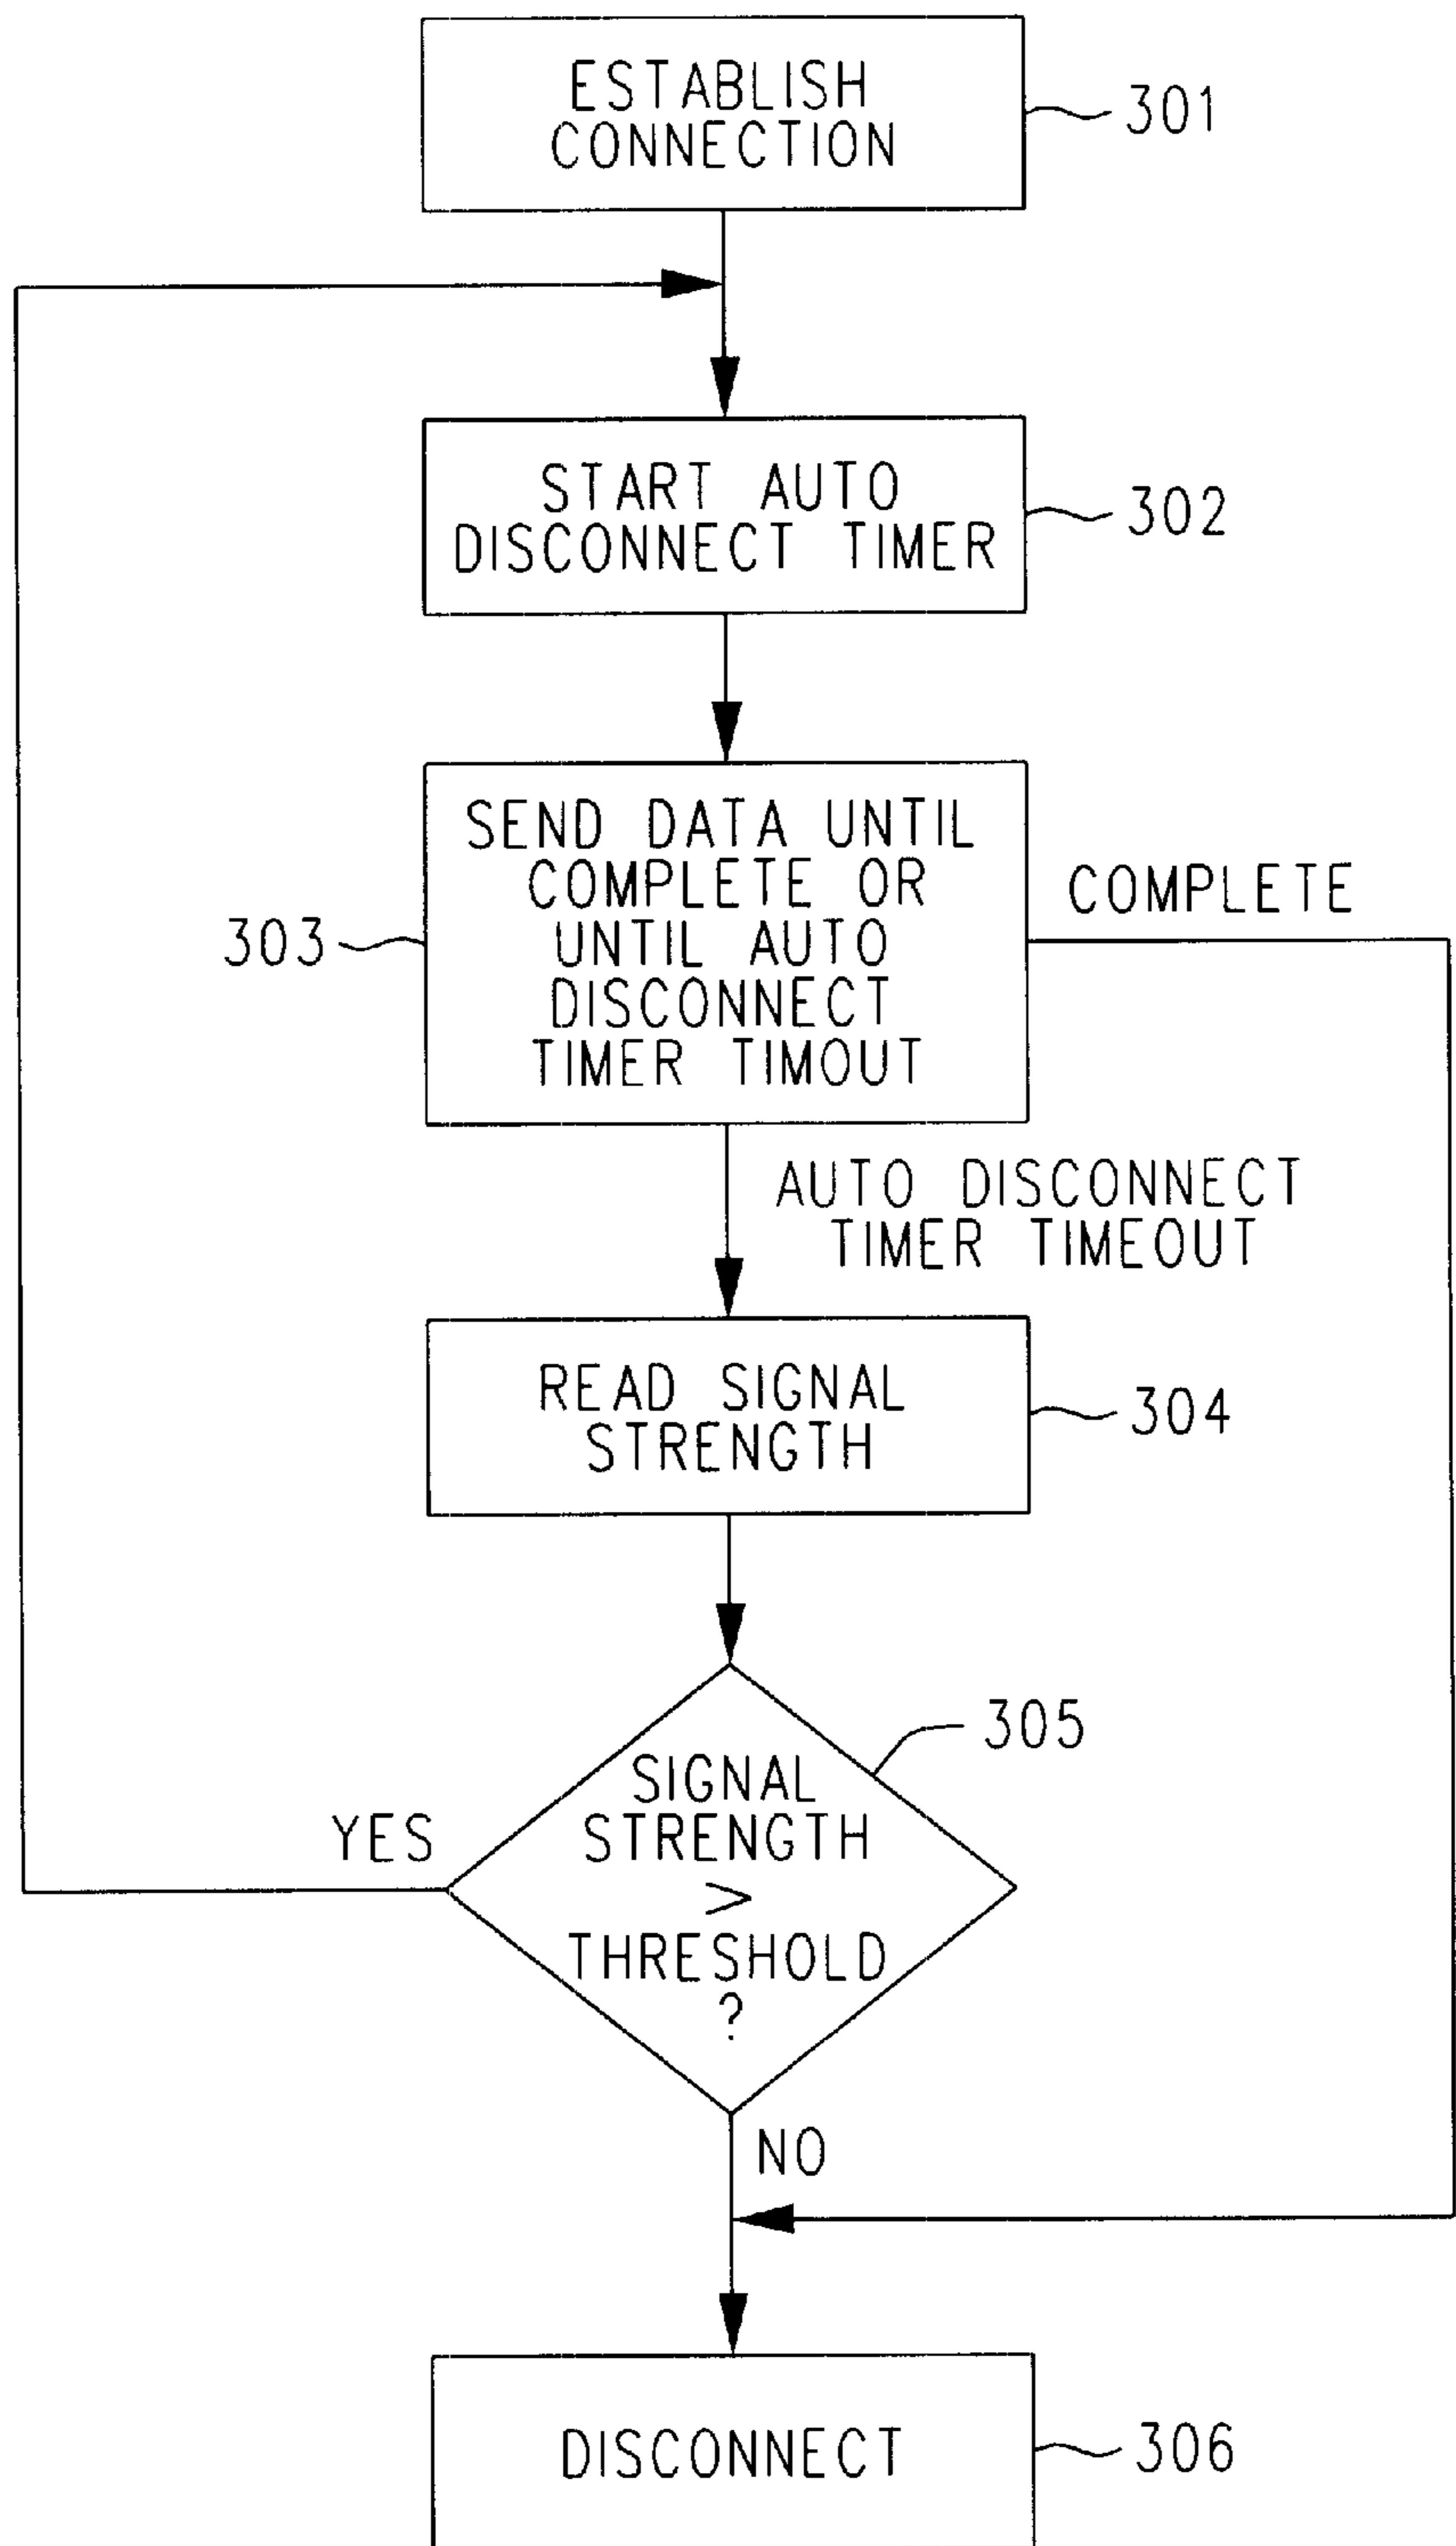 ESTABLISH
CONNECTION
301
START AUTO
DISCONNECT TIMER
302
SEND DATA UNTIL
COMPLETE OR
UNTIL AUTO
DISCONNECT
TIMER TIMOUT
303
COMPLETE
AUTO DISCONNECT
TIMER TIMEOUT
READ SIGNAL
STRENGTH
304
305
SIGNAL
STRENGTH
>
THRESHOLD
?
YES
NO
DISCONNECT
306